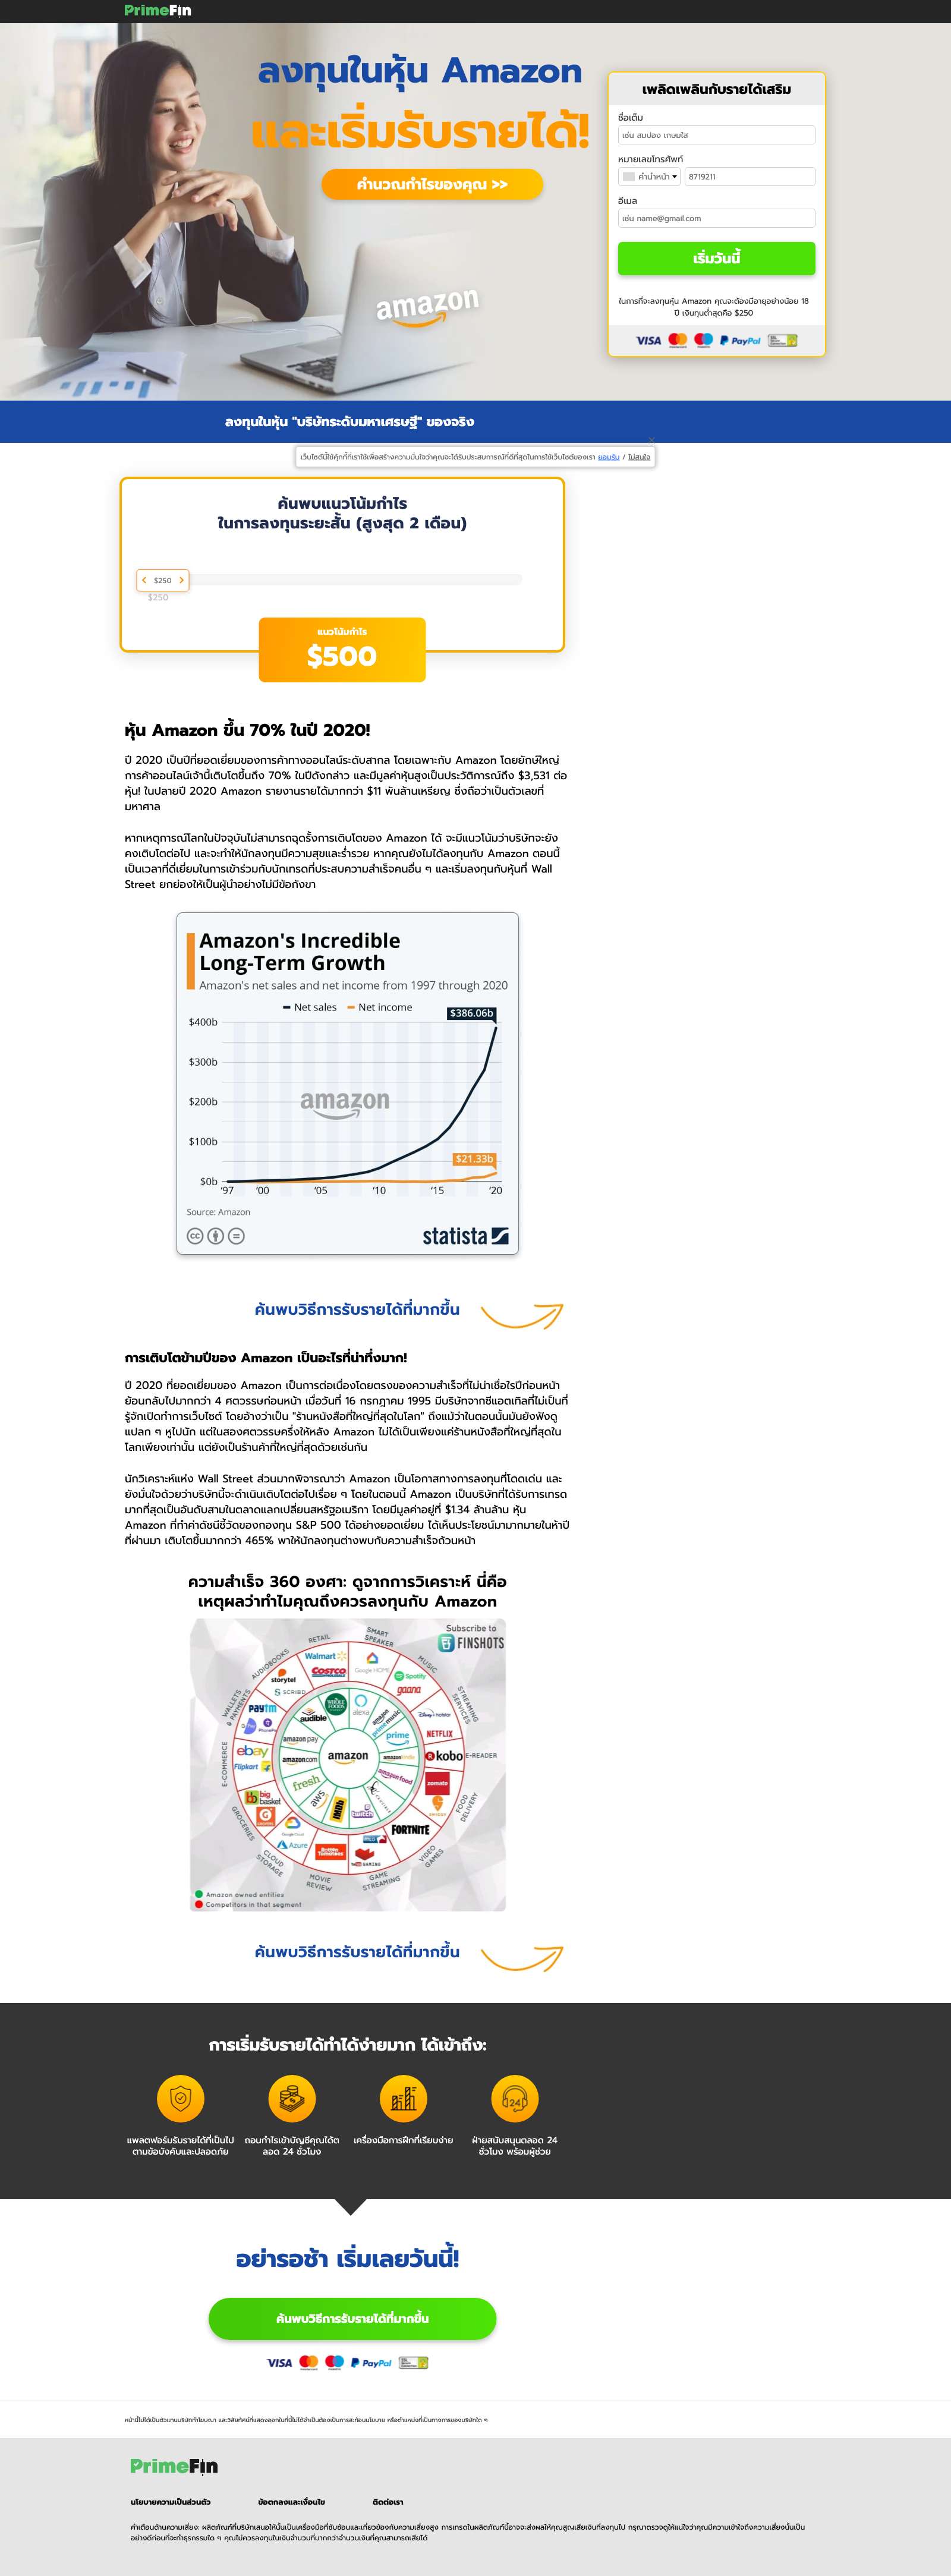 PrimeFin
ลงทุนในหุ้น Amazon
และเริ่มรับรายได้!
คำนวณกำไรของคุณ >>
amazon
เพลิดเพลินกับรายได้เสริม
ชื่อเต็ม
เช่น สมปอง เกษมใส
หมายเลขโทรศัพท์
คำนำหน้า
8719211
อีเมล
เช่น name@gmail.com
เริ่มวันนี้
ในการที่จะลงทุนหุ้น Amazon คุณจะต้องมีอายุอย่างน้อย 18
ปี เงินทุนต่ำสุดคือ $250
VISA PayPal
ลงทุนในหุ้น "บริษัทระดับมหาเศรษฐี" ของจริง
เว็บไซต์นี้ใช้คุ้กกี้ที่เราใช้เพื่อสร้างความมั่นใจว่าคุณจะได้รับประสบการณ์ที่ดีที่สุดในการใช้เว็บไซต์ของเรา ยอมรับ / ไม่สนใจ
ค้นพบแนวโน้มกำไร
ในการลงทุนระยะสั้น (สูงสุด 2 เดือน)
$250
$250
แนวโน้มกำไร
$500
หุ้น Amazon ขึ้น 70% ในปี 2020!
ปี 2020 เป็นปีที่ยอดเยี่ยมของการค้าทางออนไลน์ระดับสากล โดยเฉพาะกับ Amazon โดยยักษ์ใหญ่
การค้าออนไลน์เจ้านี้เติบโตขึ้นถึง 70% ในปีดังกล่าว และมีมูลค่าหุ้นสูงเป็นประวัติการณ์ถึง $3,531 ต่อ
หุ้น! ในปลายปี 2020 Amazon รายงานรายได้มากกว่า $11 พันล้านเหรียญ ซึ่งถือว่าเป็นตัวเลขที่
มหาศาล
หากเหตุการณ์โลกในปัจจุบันไม่สามารถฉุดรั้งการเติบโตของ Amazon ได้ จะมีแนวโน้มว่าบริษัทจะยัง
คงเติบโตต่อไป และจะทำให้นักลงทุนมีความสุขและร่ำรวย หากคุณยังไม่ได้ลงทุนกับ Amazon ตอนนี้
เป็นเวลาที่ดีเยี่ยมในการเข้าร่วมกับนักเทรดที่ประสบความสำเร็จคนอื่น ๆ และเริ่มลงทุนกับหุ้นที่ Wall
Street ยกย่องให้เป็นผู้นำอย่างไม่มีข้อกังขา
Amazon's Incredible
Long-Term Growth
Amazon's net sales and net income from 1997 through 2020
Net sales Net income
$386.06b
$400b
$300b
$200b
amazon
$100b
$21.33b
$0b
'97 '00 '05 '10 '15 '20
Source: Amazon
cc
statista
ค้นพบวิธีการรับรายได้ที่มากขึ้น
การเติบโตข้ามปีของ Amazon เป็นอะไรที่น่าทึ่งมาก!
ปี 2020 ที่ยอดเยี่ยมของ Amazon เป็นการต่อเนื่องโดยตรงของความสำเร็จที่ไม่น่าเชื่อใรปีก่อนหน้า
ย้อนกลับไปมากกว่า 4 ศตวรรษก่อนหน้า เมื่อวันที่ 16 กรกฎาคม 1995 มีบริษัทจากซีแอตเทิลที่ไม่เป็นที่
รู้จักเปิดทำการเว็บไซต์ โดยอ้างว่าเป็น "ร้านหนังสือที่ใหญ่ที่สุดในโลก" ถึงแม้ว่าในตอนนั้นมันยังฟังดู
แปลก ๆ หูไปนัก แต่ในสองศตวรรษครึ่งให้หลัง Amazon ไม่ได้เป็นเพียงแค่ร้านหนังสือที่ใหญ่ที่สุดใน
โลกเพียงเท่านั้น แต่ยังเป็นร้านค้าที่ใหญ่ที่สุดด้วยเช่นกัน
นักวิเคราะห์แห่ง Wall Street ส่วนมากพิจารณาว่า Amazon เป็นโอกาสทางการลงทุนที่โดดเด่น และ
ยังมั่นใจด้วยว่าบริษัทนี้จะดำเนินเติบโตต่อไปเรื่อย ๆ โดยในตอนนี้ Amazon เป็นบริษัทที่ได้รับการเทรด
มากที่สุดเป็นอันดับสามในตลาดแลกเปลี่ยนสหรัฐอเมริกา โดยมีมูลค่าอยู่ที่ $1.34 ล้านล้าน หุ้น
Amazon ที่ทำค่าดัชนีชี้วัดของกองทุน S&P 500 ได้อย่างยอดเยี่ยม ได้เห็นประโยชน์มามากมายในห้าปี
ที่ผ่านมา เติบโตขึ้นมากกว่า 465% พาให้นักลงทุนต่างพบกับความสำเร็จถ้วนหน้า
ความสำเร็จ 360 องศา: ดูจากการวิเคราะห์ นี่คือ
เหตุผลว่าทำไมคุณถึงควรลงทุนกับ Amazon
Subscribe to
FINSHOTS
SMART SPEAKER
RETAIL
AUDIOBOOKS
MUSIC
WALLETS & PAYMENTS
STREAMING SERVICES
E-COMMERCE
E-READER
GROCERIES
FOOD DELIVERY
CLOUD STORAGE
MOVIE REVIEW
GAME STREAMING
VIDEO GAMES
Walmart
COSTCO
Google HOME
Spotify
gaana
storytel
SCRIBD
WHOLE FOODS
alexa
amazon prime music
audible
paytm
PhonePe
Disney+ hotstar
NETFLIX
prime
amazon pay
ebay
Flipkart
amazon.com
amazon
amazonkindle
kobo
fresh
amazon food
zomato
SWIGGY
big basket
aws
IMDb
twitch
FORTNITE
Google Cloud
Azure
Rotten Tomatoes
YouTube GAMING
Amazon owned entities
Competitors in that segment
ค้นพบวิธีการรับรายได้ที่มากขึ้น
การเริ่มรับรายได้ทำได้ง่ายมาก ได้เข้าถึง:
24
แพลตฟอร์มรับรายได้ที่เป็นไป
ตามข้อบังคับและปลอดภัย
ถอนกำไรเข้าบัญชีคุณได้ต
ลอด 24 ชั่วโมง
เครื่องมือการฝึกที่เรียบง่าย
ฝ่ายสนับสนุนตลอด 24
ชั่วโมง พร้อมผู้ช่วย
อย่ารอช้า เริ่มเลยวันนี้!
ค้นพบวิธีการรับรายได้ที่มากขึ้น
VISA PayPal
หน้านี้ไม่ได้เป็นตัวแทนบริษัทที่กำโฆษณา และวิสัยทัศน์ที่แสดงออกในที่นี้ไม่ได้จำเป็นต้องเป็นการสะท้อนนโยบาย หรือตำแหน่งที่เป็นทางการของบริษัทใด ๆ
PrimeFin
นโยบายความเป็นส่วนตัว
ข้อตกลงและเงื่อนไข
ติดต่อเรา
คำเตือนด้านความเสี่ยง: ผลิตภัณฑ์ที่บริษัทเสนอให้นั้นเป็นเครื่องมือที่ซับซ้อนและเกี่ยวข้องกับความเสี่ยงสูง การเทรดในผลิตภัณฑ์นี้อาจจะส่งผลให้คุณสูญเสียเงินที่ลงทุนไป กรุณาตรวจดูให้แน่ใจว่าคุณมีความเข้าใจถึงความเสี่ยงนั้นเป็น
อย่างดีก่อนที่จะทำธุรกรรมใด ๆ คุณไม่ควรลงทุนในเงินจำนวนที่มากกว่าจำนวนเงินที่คุณสามารถเสียได้